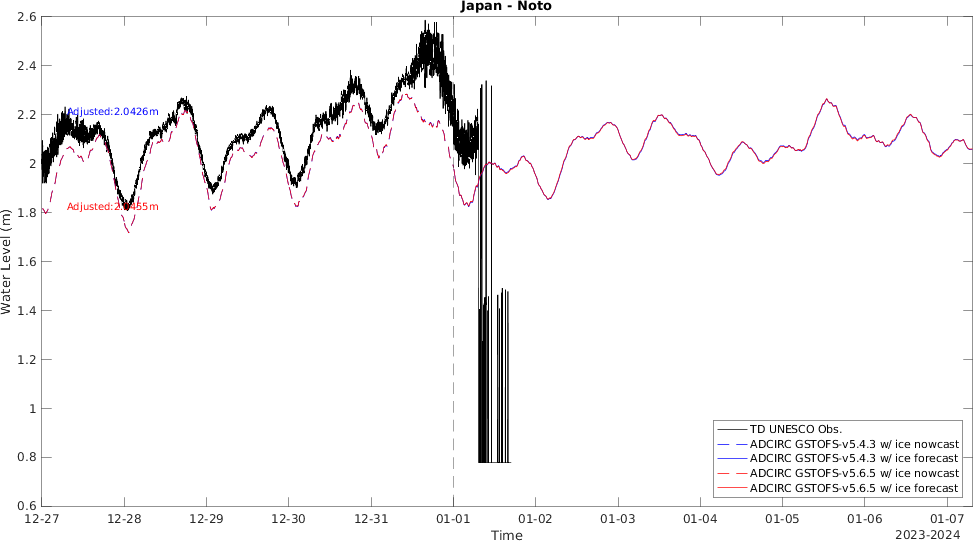 Japan - Noto
2.6
2.4
2.2
2
1.8
1.6
1.4
1.2
1
0.8
0.6
Water Level (m)
Adjusted:2.0426m
TD UNESCO Obs.
ADCIRC GSTOFS-v5.4.3 w/ ice nowcast
ADCIRC GSTOFS-v5.4.3 w/ ice forecast
ADCIRC GSTOFS-v5.6.5 w/ ice nowcast
ADCIRC GSTOFS-v5.6.5 w/ ice forecast
12-27 12-28 12-29 12-30 12-31 01-01 01-02 01-03 01-04 01-05 01-06 01-07
Time
2023-2024